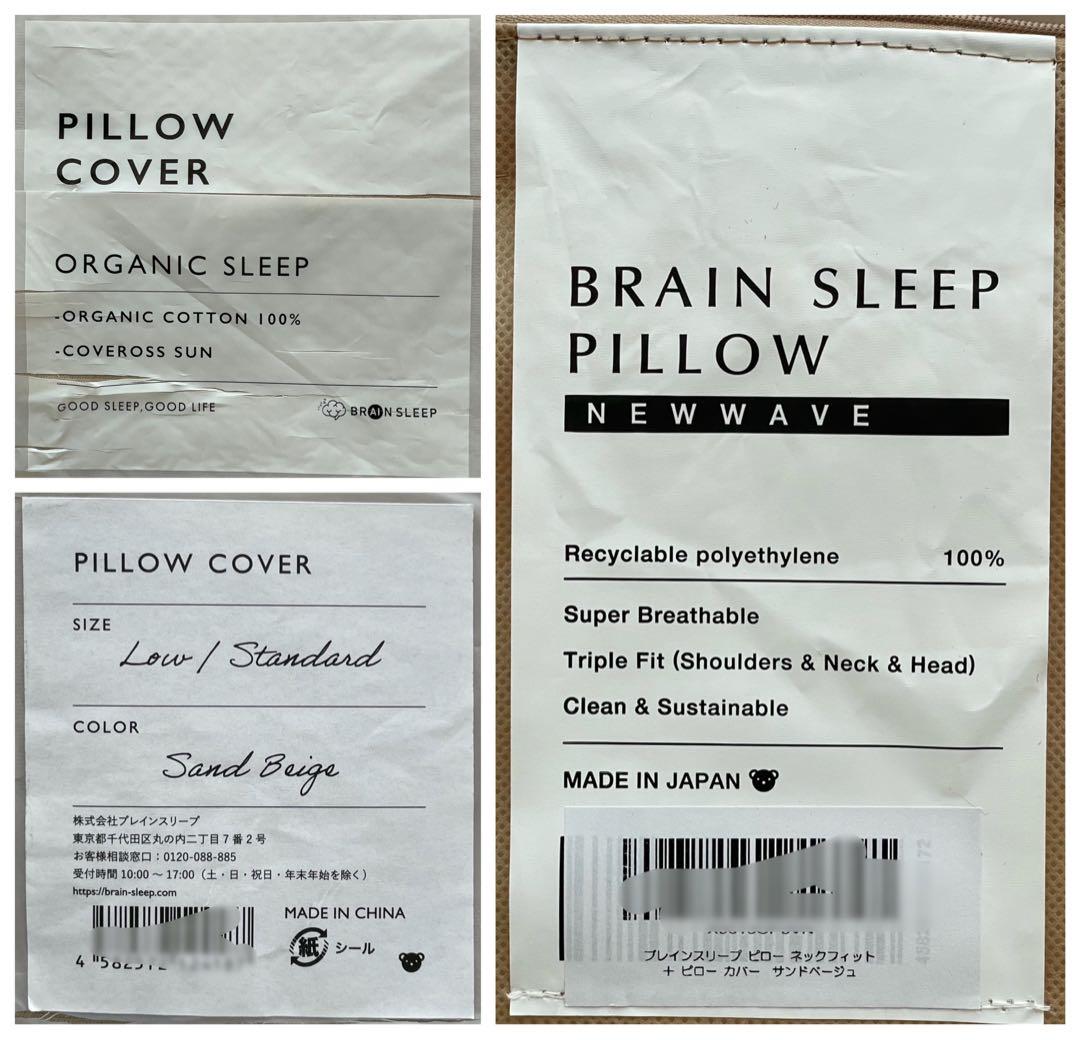 PILLOW
COVER
ORGANIC SLEEP
-ORGANIC COTTON 100%
-COVEROSS SUN
GOOD SLEEP,GOOD LIFE
BRAIN SLEEP
PILLOW COVER
SIZE
Low / Standard
COLOR
Sand Beige
株式会社ブレインスリープ
東京都千代田区丸の内二丁目7番2号
お客様相談窓口：0120-088-885
受付時間 10:00～17:00（土・日・祝日・年末年始を除く）
https://brain-sleep.com
MADE IN CHINA
紙 シール
BRAIN SLEEP
PILLOW
NEWWAVE
Recyclable polyethylene 100%
Super Breathable
Triple Fit (Shoulders & Neck & Head)
Clean & Sustainable
MADE IN JAPAN
ブレインスリープ ピロー ネックフィット
＋ ピロー カバー サンドベージュ